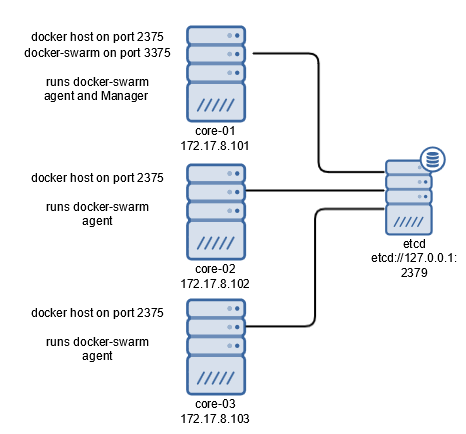 docker host on port 2375
docker-swarm on port 3375
runs docker-swarm
agent and Manager
core-01
172.17.8.101
docker host on port 2375
runs docker-swarm
agent
core-02
172.17.8.102
etcd
etcd://127.0.0.1:
2379
docker host on port 2375
runs docker-swarm
agent
core-03
172.17.8.103